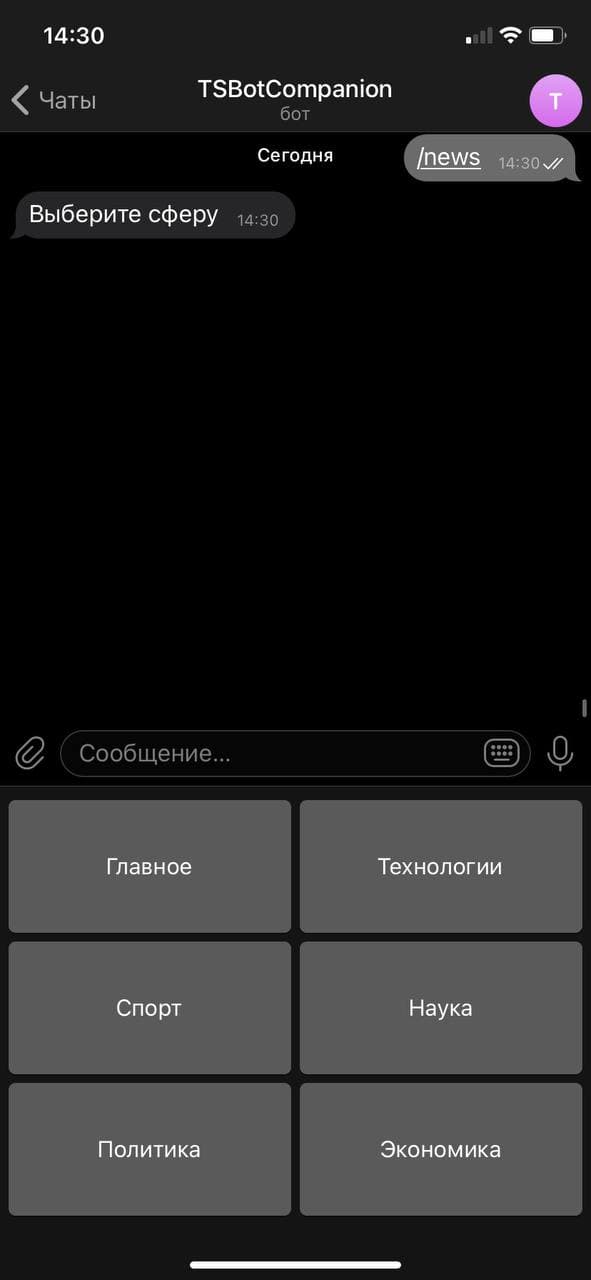 14:30
Чаты
TSBotCompanion
бот
T
Сегодня
/news 14:30
Выберите сферу 14:30
Сообщение...
Главное
Технологии
Спорт
Наука
Политика
Экономика